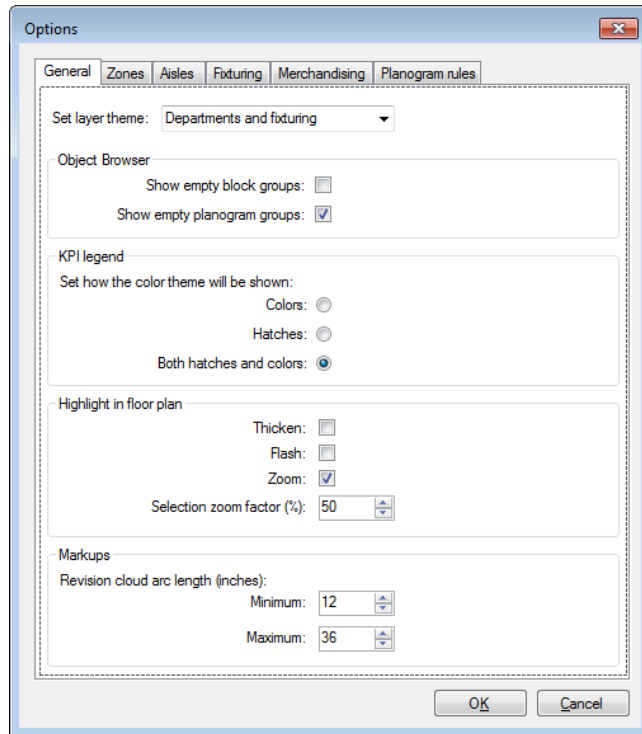 Options
General Zones Aisles Fixturing Merchandising Planogram rules
Set layer theme: Departments and fixturing
Object Browser
Show empty block groups:
Show empty planogram groups:
KPI legend
Set how the color theme will be shown:
Colors:
Hatches:
Both hatches and colors:
Highlight in floor plan
Thicken:
Flash:
Zoom:
Selection zoom factor (%): 50
Markups
Revision cloud arc length (inches):
Minimum: 12
Maximum: 36
OK Cancel